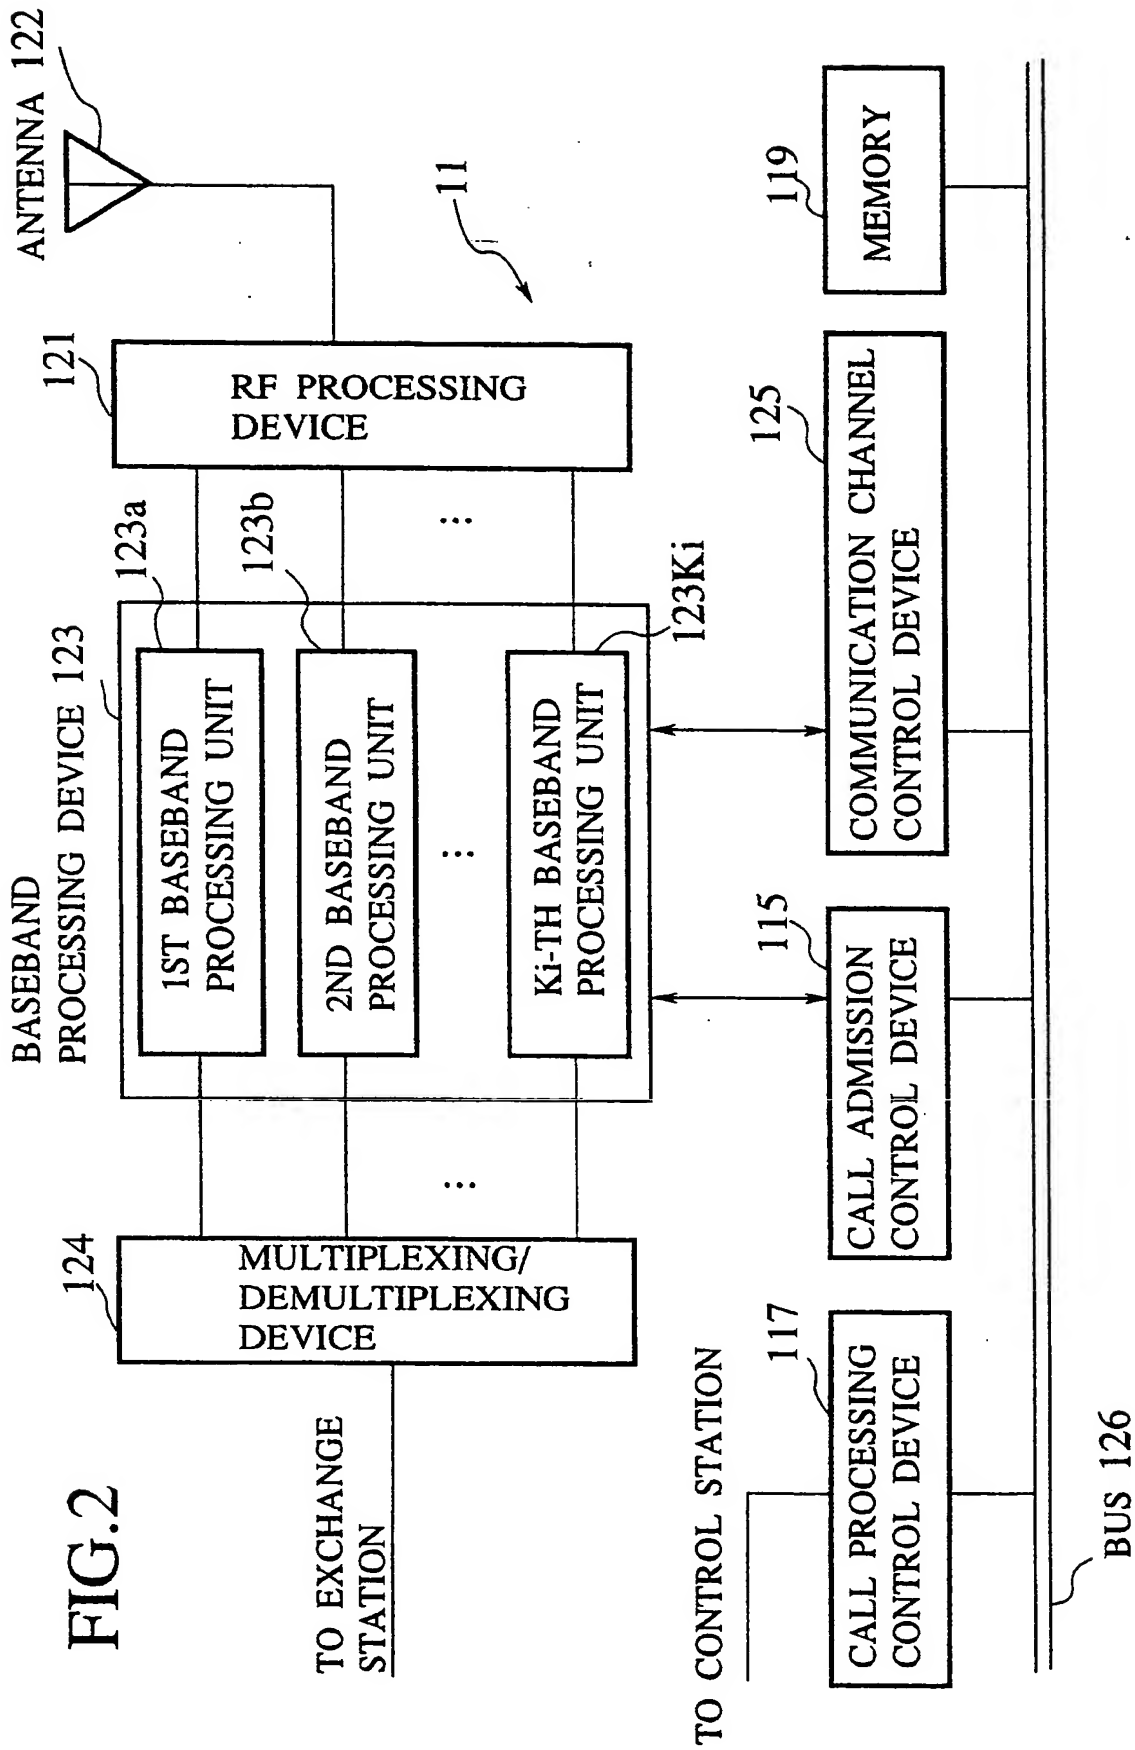 FIG.2
ANTENNA 122
BASEBAND
PROCESSING DEVICE 123
124
123a
121
11
1ST BASEBAND
PROCESSING UNIT
123b
RF PROCESSING
DEVICE
MULTIPLEXING/
DEMULTIPLEXING
DEVICE
2ND BASEBAND
PROCESSING UNIT
TO EXCHANGE
STATION
...
...
...
Ki-TH BASEBAND
PROCESSING UNIT
123Ki
TO CONTROL STATION
117
115
125
119
CALL PROCESSING
CONTROL DEVICE
CALL ADMISSION
CONTROL DEVICE
COMMUNICATION CHANNEL
CONTROL DEVICE
MEMORY
BUS 126